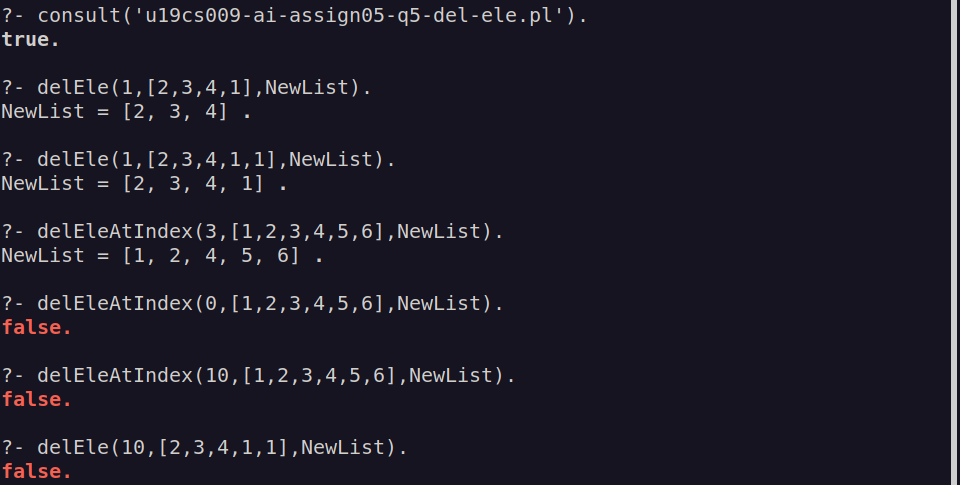 ?- consult('u19cs009-ai-assign05-q5-del-ele.pl').
true.
?- delEle(1,[2,3,4,1],NewList).
NewList = [2, 3, 4] .
?- delEle(1,[2,3,4,1,1],NewList).
NewList = [2, 3, 4, 1] .
?- delEleAtIndex(3,[1,2,3,4,5,6],NewList).
NewList = [1, 2, 4, 5, 6] .
?- delEleAtIndex(0,[1,2,3,4,5,6],NewList).
false.
?- delEleAtIndex(10,[1,2,3,4,5,6],NewList).
false.
?- delEle(10,[2,3,4,1,1],NewList).
false.